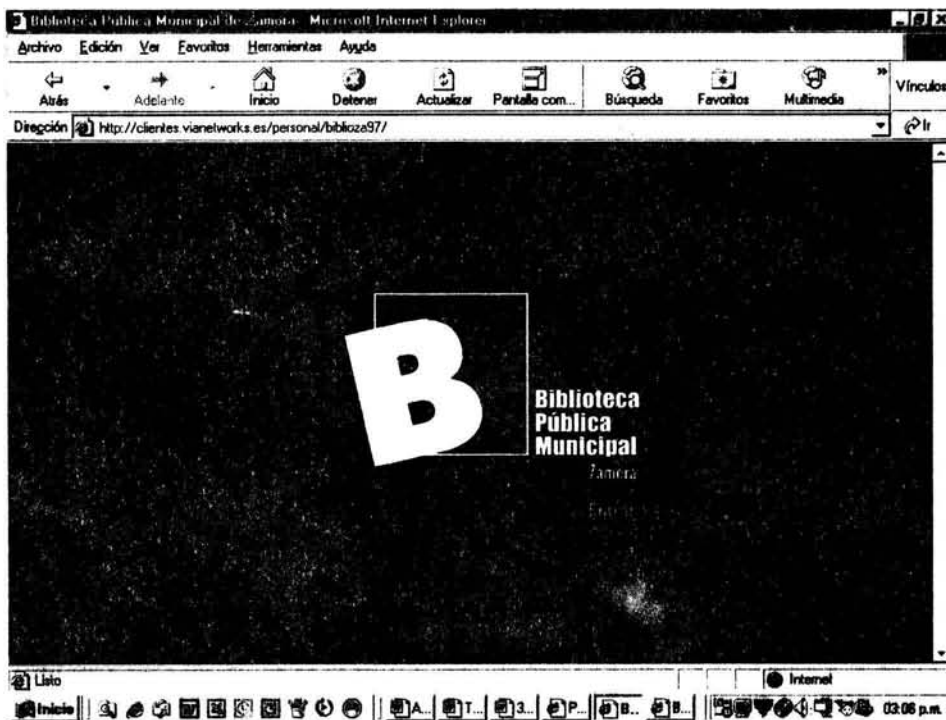 Biblioteca Pública Municipal de Zamora - Microsoft Internet Explorer
Archivo Edición Ver Favoritos Herramientas Ayuda
Atrás Adelante Inicio Detener Actualizar Pantalla com... Búsqueda Favoritos Multimedia » Vínculos
Dirección http://clientes.vianetworks.es/personal/biblioza97/ Ir
B
Biblioteca
Pública
Municipal
Zamora
Listo Internet
Inicio A... T... 3... P... B... B... 03:08 p.m.